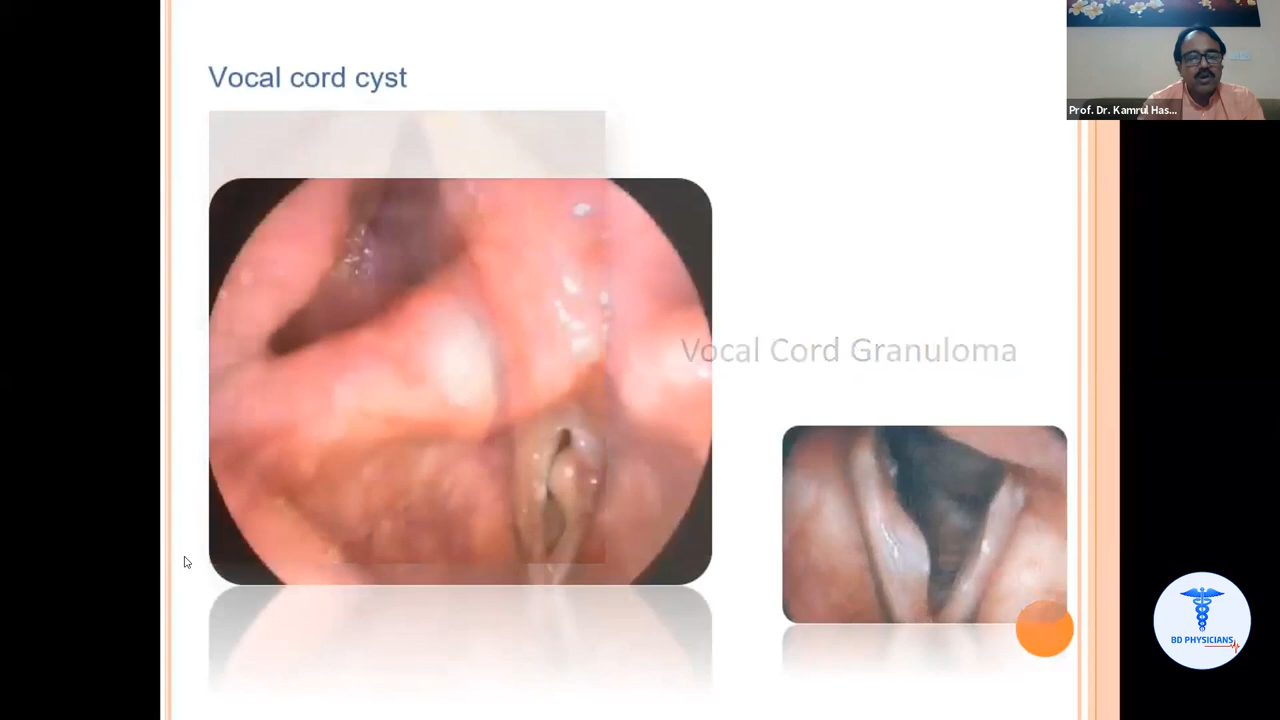 Vocal cord cyst
Prof. Dr. Kamrul Has...
Vocal Cord Granuloma
BD PHYSICIANS